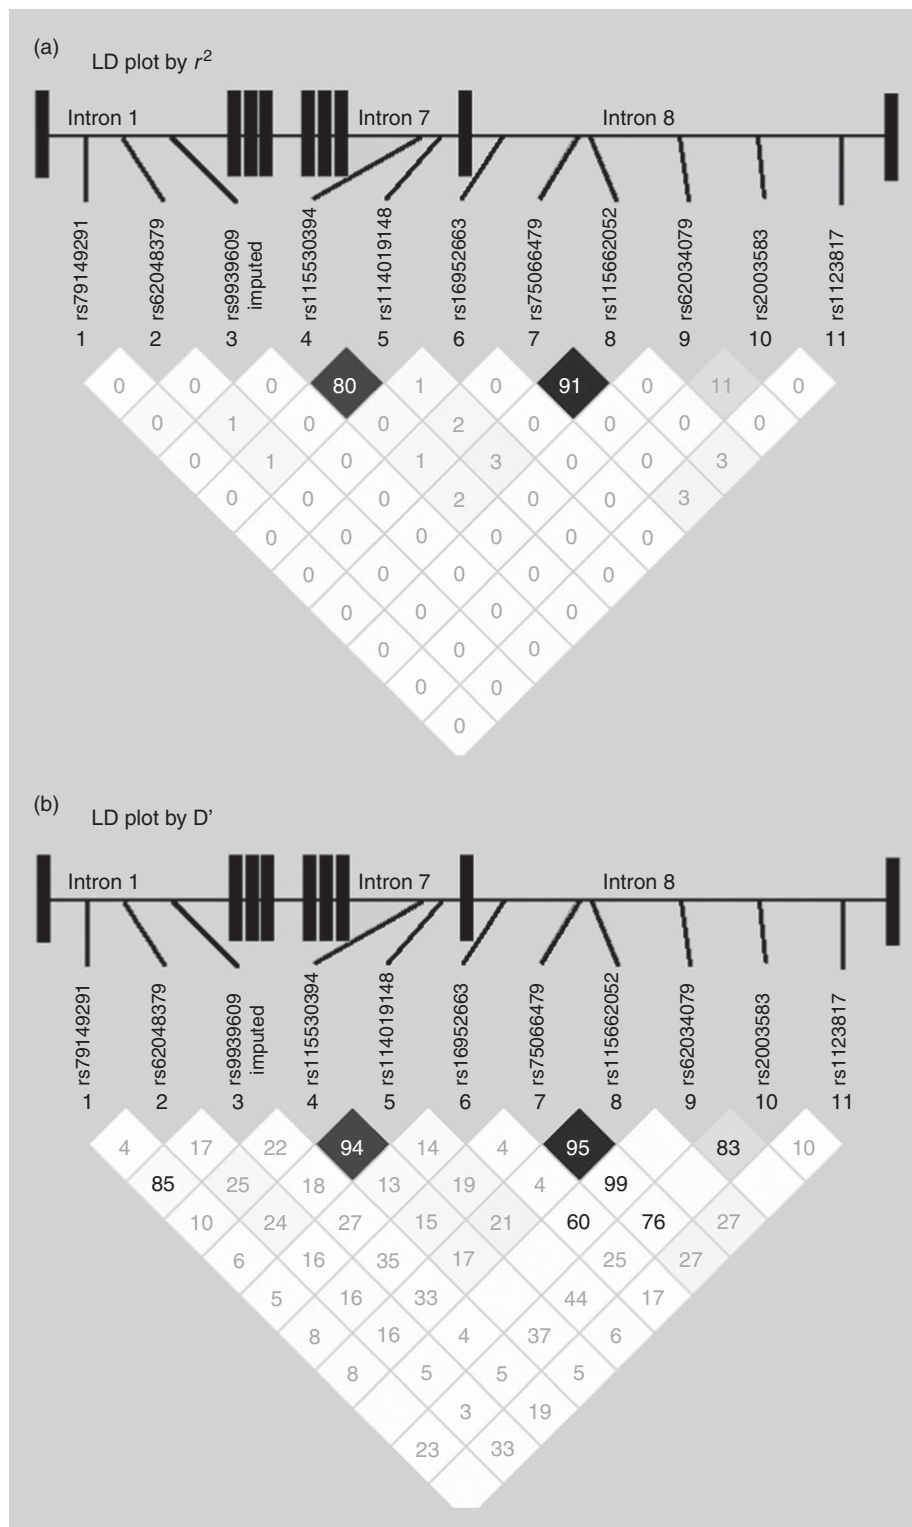 (a)
LD plot by r²
Intron 1 Intron 7 Intron 8
rs79149291
rs62048379
rs9939609
imputed
rs115530394
rs114019148
rs16952663
rs75066479
rs115662052
rs62034079
rs2003583
rs1123817
1 2 3 4 5 6 7 8 9 10 11
0 0 0 80 1 0 91 0 11 0
0 1 0 0 2 0 0 0 0
0 1 0 1 3 0 0 3
0 0 0 2 0 0 3
0 0 0 0 0 0
0 0 0 0 0
0 0 0 0
0 0 0
0 0
0
(b)
LD plot by D’
Intron 1 Intron 7 Intron 8
rs79149291
rs62048379
rs9939609
imputed
rs115530394
rs114019148
rs16952663
rs75066479
rs115662052
rs62034079
rs2003583
rs1123817
1 2 3 4 5 6 7 8 9 10 11
4 17 22 94 14 4 95 83 10
85 25 18 13 19 4 99
10 24 27 15 21 60 76 27
6 16 35 17 25 27
5 16 33 44 17
8 16 4 37 6
8 5 5 5
3 19
23 33